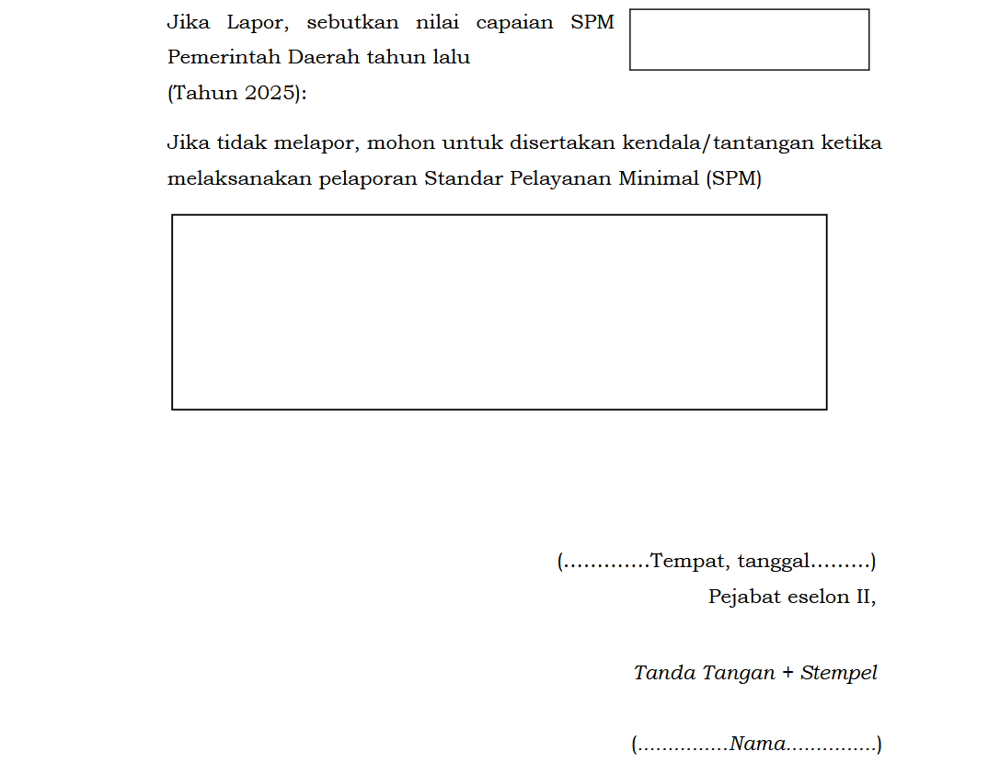 Jika Lapor, sebutkan nilai capaian SPM
Pemerintah Daerah tahun lalu
(Tahun 2025):
Jika tidak melapor, mohon untuk disertakan kendala/tantangan ketika
melaksanakan pelaporan Standar Pelayanan Minimal (SPM)
(.............Tempat, tanggal.........)
Pejabat eselon II,
Tanda Tangan + Stempel
(...............Nama...............)